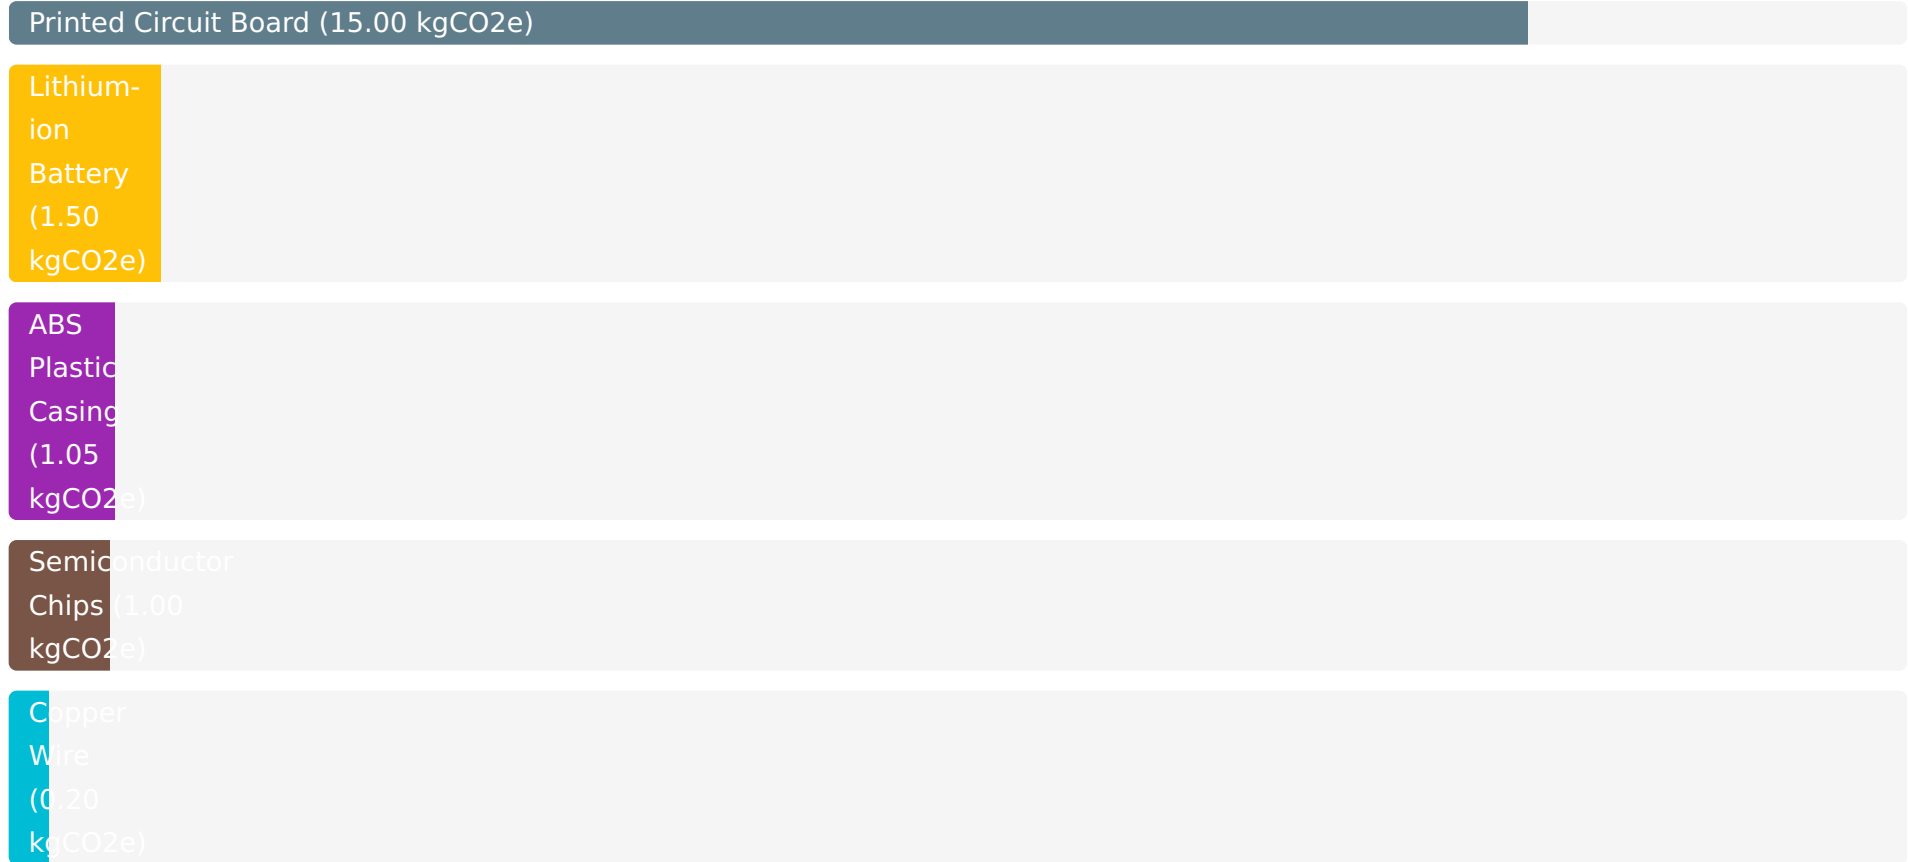 Printed Circuit Board (15.00 kgCO2e)
Lithium-
ion
Battery
(1.50
kgCO2e)
ABS
Plastic
Casing
(1.05
kgCO2e)
Semiconductor
Chips (1.00
kgCO2e)
Copper
Wire
(0.20
kgCO2e)